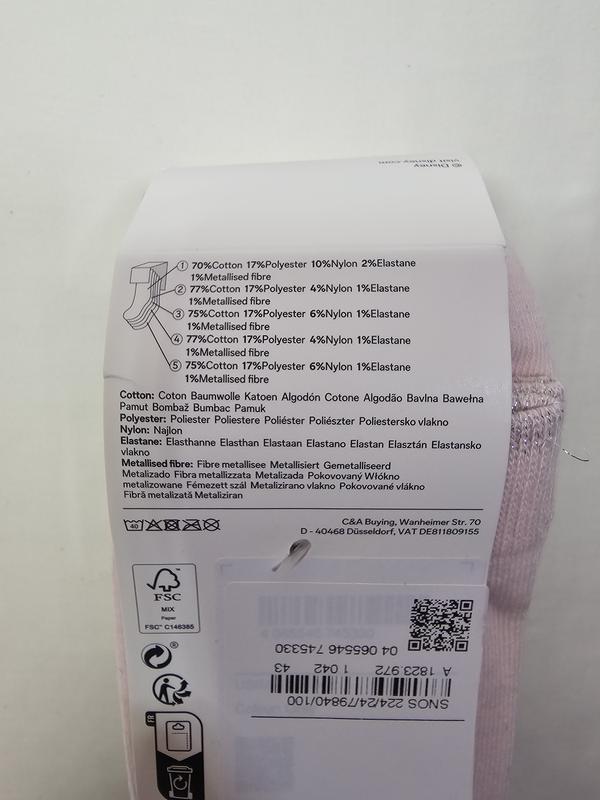 © Disney
visit disney.com
1 70%Cotton 17%Polyester 10%Nylon 2%Elastane
1%Metallised fibre
2 77%Cotton 17%Polyester 4%Nylon 1%Elastane
1%Metallised fibre
3 75%Cotton 17%Polyester 6%Nylon 1%Elastane
1%Metallised fibre
4 77%Cotton 17%Polyester 4%Nylon 1%Elastane
1%Metallised fibre
5 75%Cotton 17%Polyester 6%Nylon 1%Elastane
1%Metallised fibre
Cotton: Coton Baumwolle Katoen Algodón Cotone Algodão Bavlna Bawełna
Pamut Bombaž Bumbac Pamuk
Polyester: Poliester Poliestere Poliéster Poliészter Poliestersko vlakno
Nylon: Najlon
Elastane: Elasthanne Elasthan Elastaan Elastano Elastan Elasztán Elastansko
vlakno
Metallised fibre: Fibre metallisee Metallisiert Gemetalliseerd
Metalizado Fibra metallizzata Metalizada Pokovovaný Włókno
metalizowane Fémezett szál Metalizirano vlakno Pokovované vlákno
Fibră metalizată Metaliziran
40
C&A Buying, Wanheimer Str. 70
D - 40468 Düsseldorf, VAT DE811809155
FSC
MIX
Paper
FSC™ C146385
FR
04 065546 745330
A 1823.972 1 042 43
SNOS 224/24/79840/100